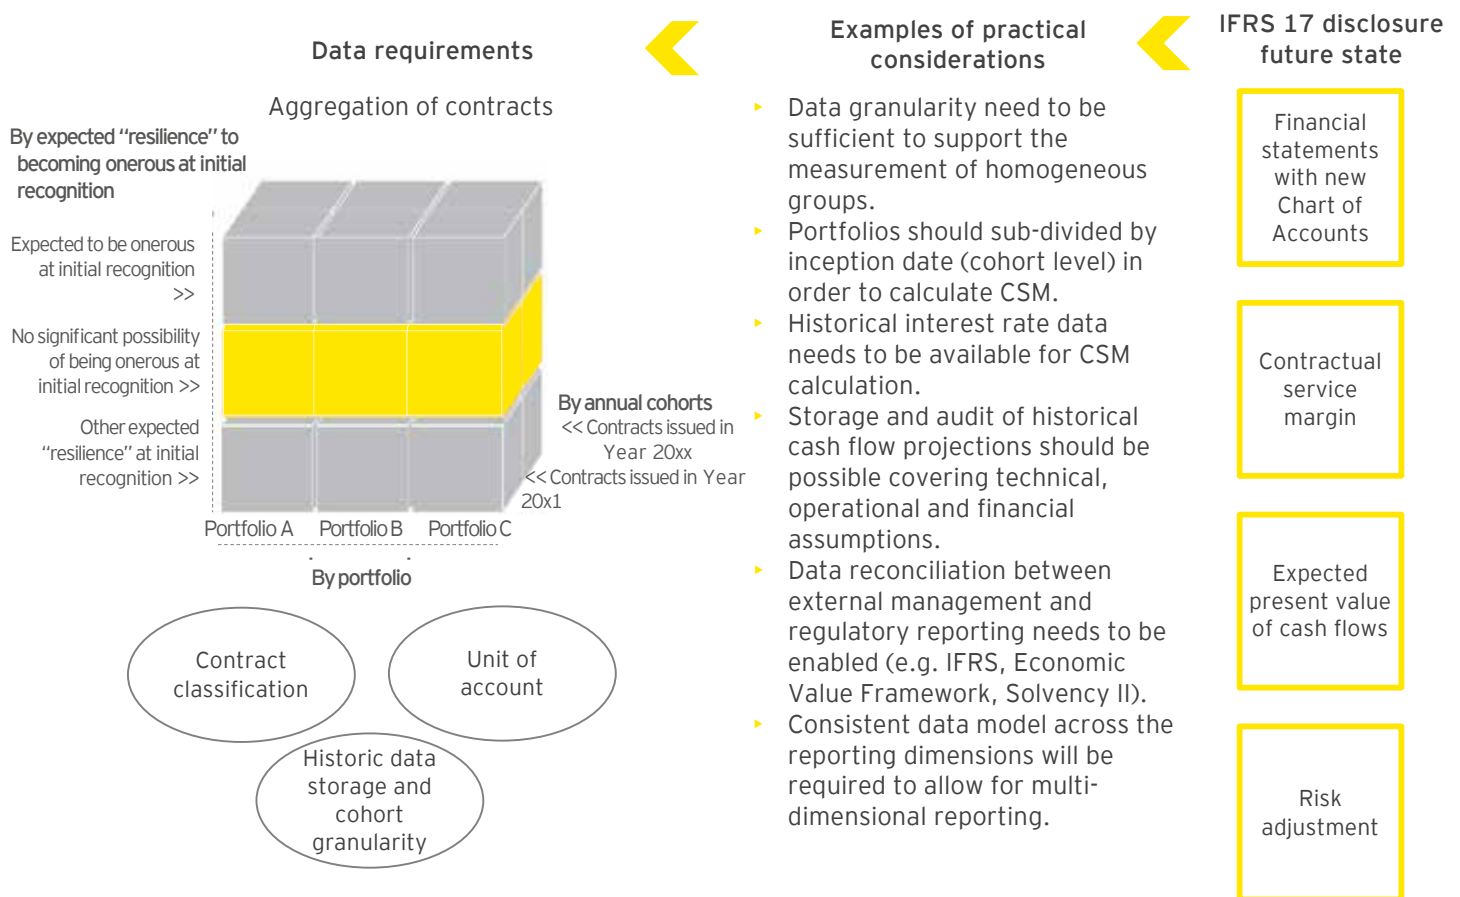 Data requirements
Aggregation of contracts
By expected “resilience” to
becoming onerous at initial
recognition
Expected to be onerous
at initial recognition
>>
No significant possibility
of being onerous at
initial recognition >>
Other expected
“resilience” at initial
recognition >>
By annual cohorts
<< Contracts issued in
Year 20xx
<< Contracts issued in Year
20x1
Portfolio A Portfolio B Portfolio C
By portfolio
Contract
classification
Unit of
account
Historic data
storage and
cohort
granularity
Examples of practical
considerations
▸ Data granularity need to be
sufficient to support the
measurement of homogeneous
groups.
▸ Portfolios should sub-divided by
inception date (cohort level) in
order to calculate CSM.
▸ Historical interest rate data
needs to be available for CSM
calculation.
▸ Storage and audit of historical
cash flow projections should be
possible covering technical,
operational and financial
assumptions.
▸ Data reconciliation between
external management and
regulatory reporting needs to be
enabled (e.g. IFRS, Economic
Value Framework, Solvency II).
▸ Consistent data model across the
reporting dimensions will be
required to allow for multi-
dimensional reporting.
IFRS 17 disclosure
future state
Financial
statements
with new
Chart of
Accounts
Contractual
service
margin
Expected
present value
of cash flows
Risk
adjustment